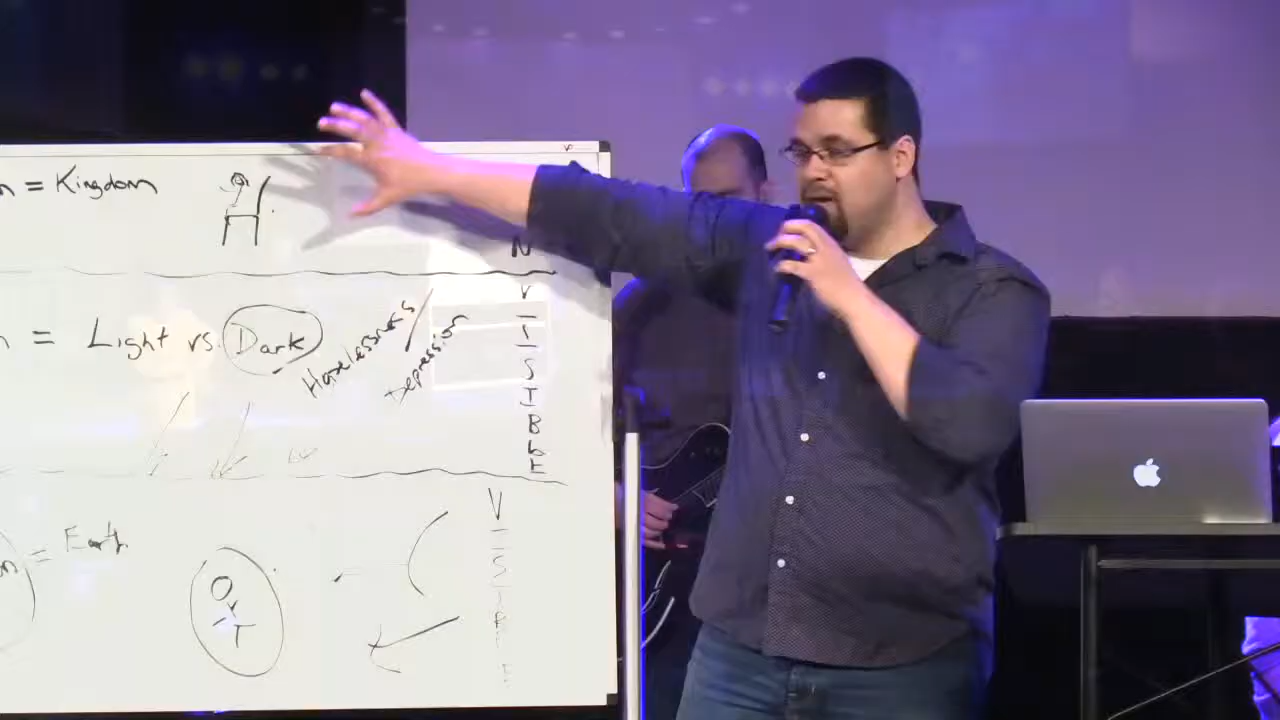 n = Kingdom
n = Light vs. Dark
Hopelessness
Depression
N
V
I
S
I
B
L
E
= Earth
V
I
S
I
B
L
E